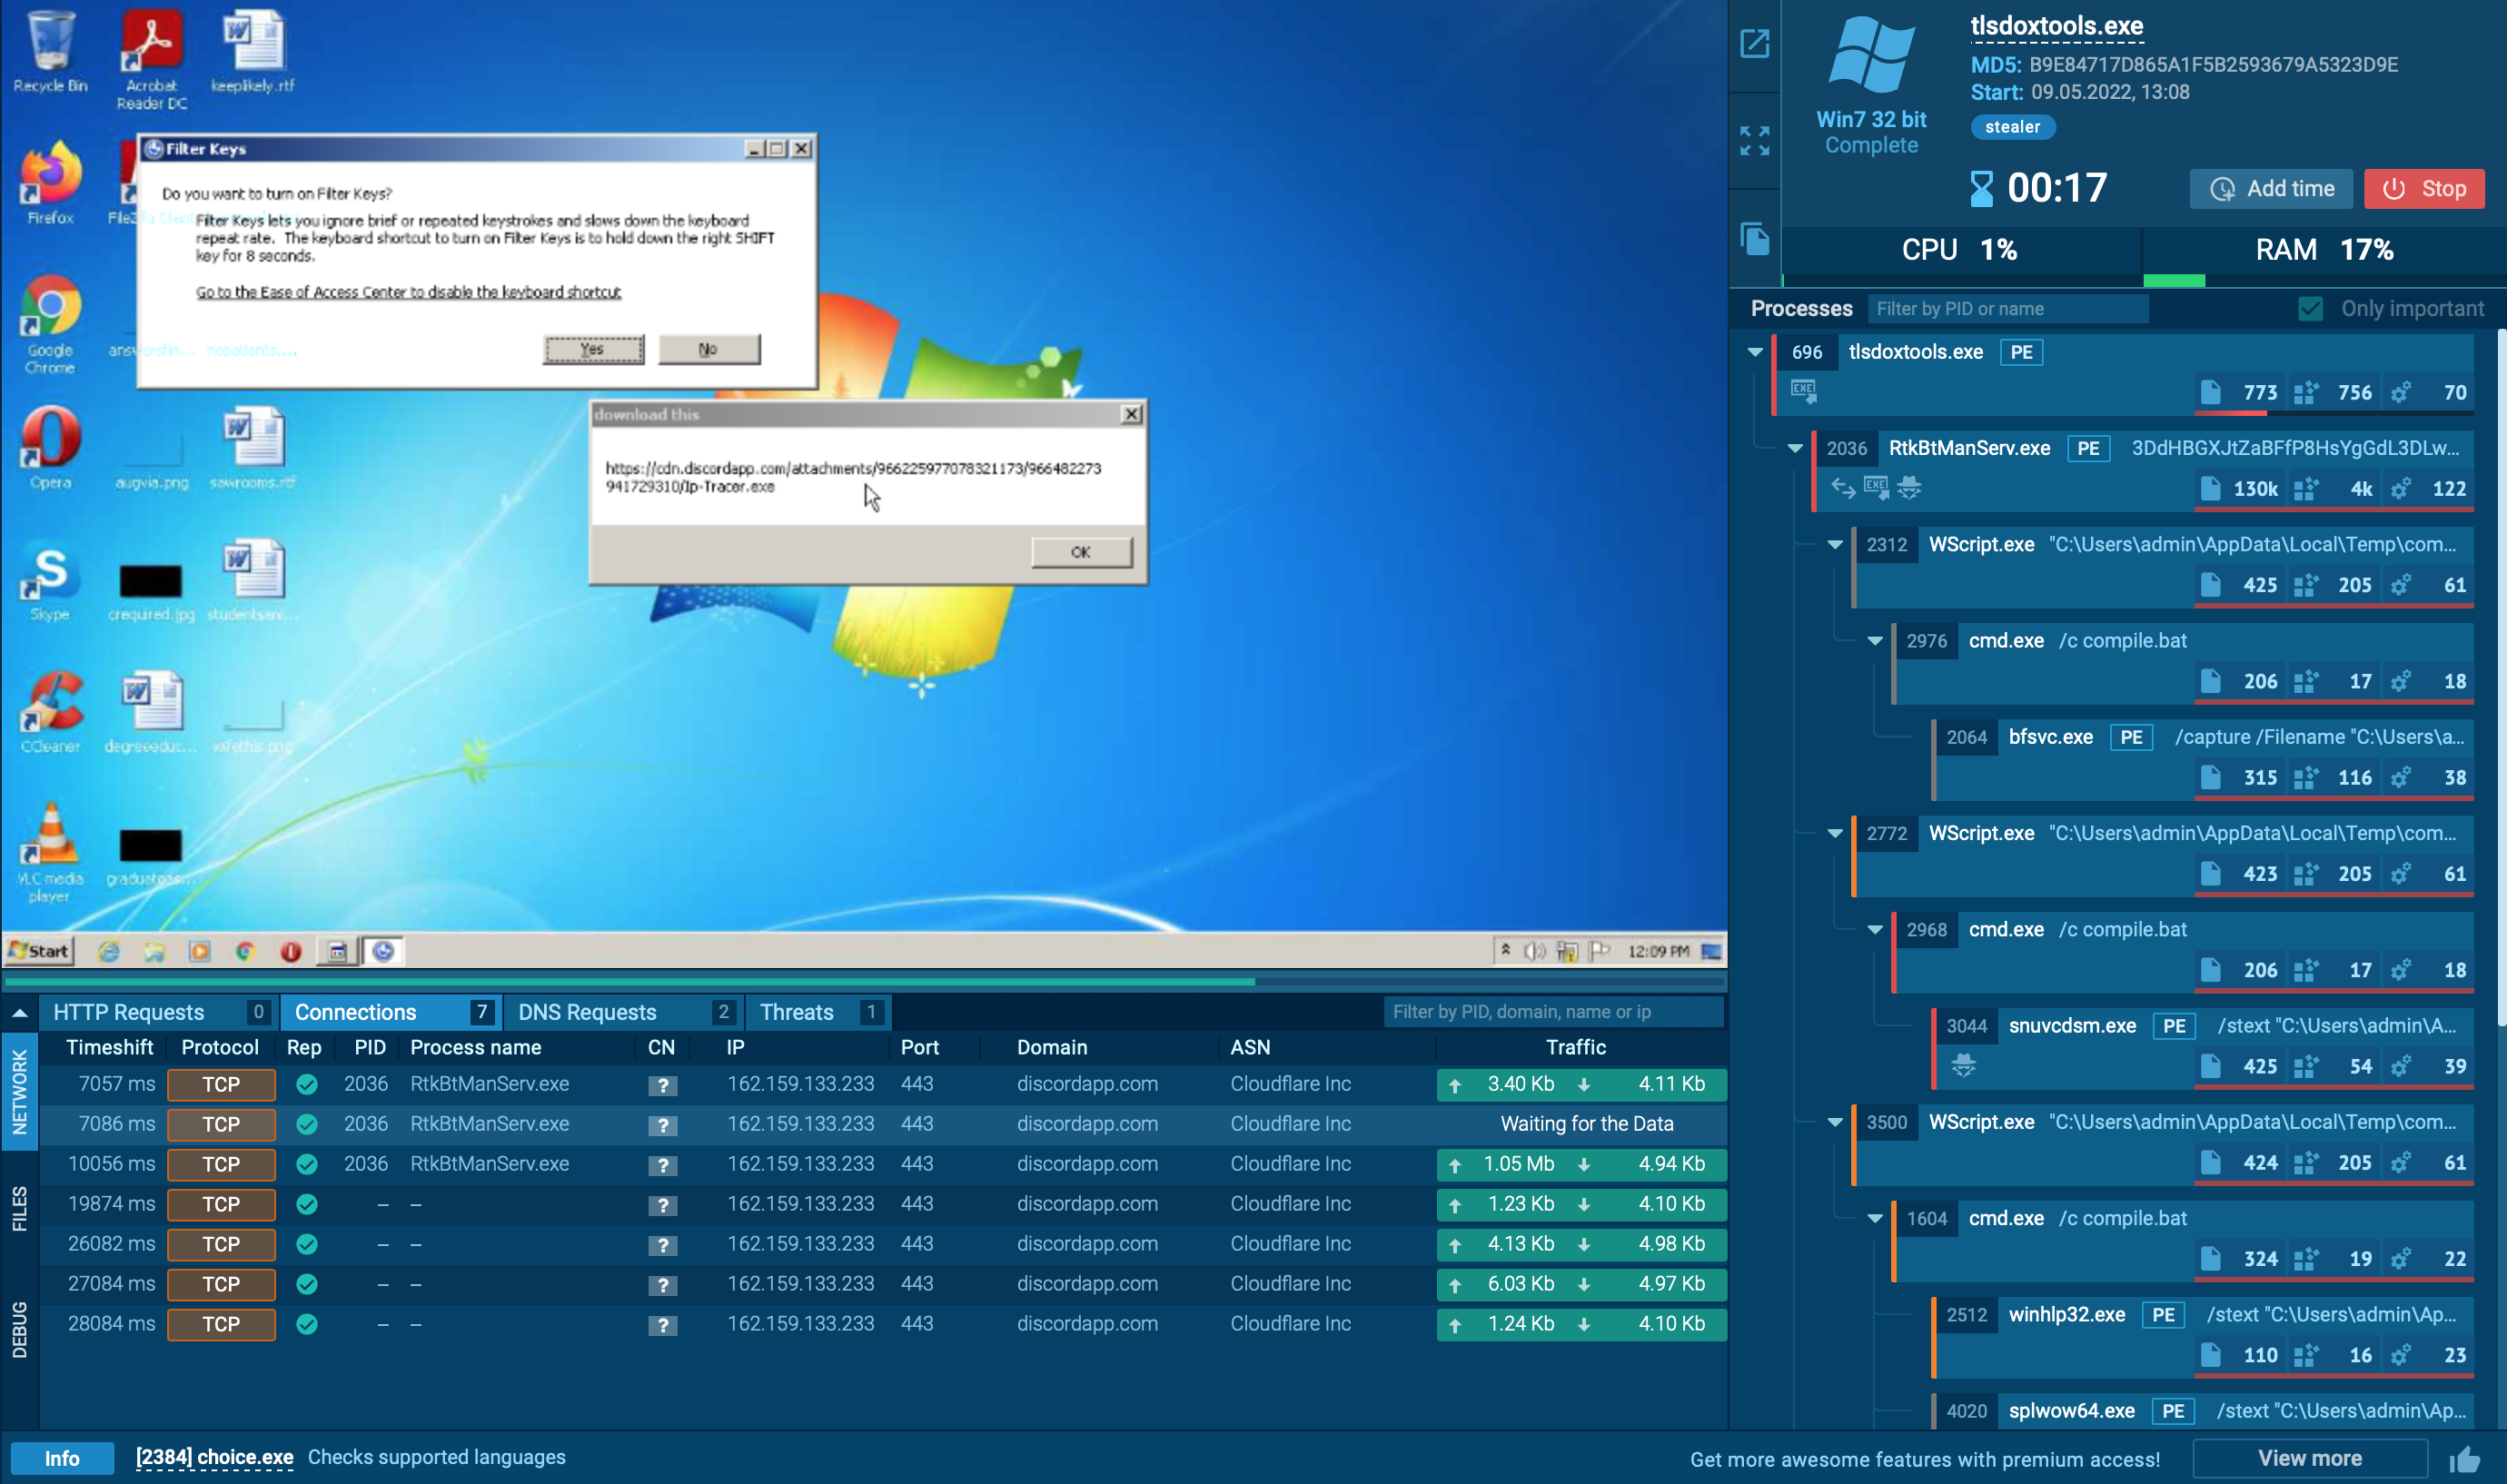 Recycle Bin
Acrobat Reader DC
keeplikely.rtf
Firefox
Google Chrome
Opera
augvia.png
sawrooms.rtf
Skype
crequired.jpg
studentsani...
CCleaner
degreeeduc...
wifethis.png
VLC media player
graduateas...
nopatients....
Filter Keys
Do you want to turn on Filter Keys?
Filter Keys lets you ignore brief or repeated keystrokes and slows down the keyboard
repeat rate. The keyboard shortcut to turn on Filter Keys is to hold down the right SHIFT
key for 8 seconds.
Go to the Ease of Access Center to disable the keyboard shortcut
Yes
No
download this
https://cdn.discordapp.com/attachments/966225977078321173/966482273
941729310/Ip-Tracer.exe
OK
Start
12:09 PM
tlsdoxtools.exe
MD5: B9E84717D865A1F5B2593679A5323D9E
Start: 09.05.2022, 13:08
stealer
Win7 32 bit
Complete
00:17
Add time
Stop
CPU 1%
RAM 17%
Processes
Filter by PID or name
Only important
696 tlsdoxtools.exe PE
EXE
773 756 70
2036 RtkBtManServ.exe PE 3DdHBGXJtZaBFfP8HsYgGdL3DLw...
EXE
130k 4k 122
2312 WScript.exe "C:\Users\admin\AppData\Local\Temp\com...
425 205 61
2976 cmd.exe /c compile.bat
206 17 18
2064 bfsvc.exe PE /capture /Filename "C:\Users\a...
315 116 38
2772 WScript.exe "C:\Users\admin\AppData\Local\Temp\com...
423 205 61
2968 cmd.exe /c compile.bat
206 17 18
3044 snuvcdsm.exe PE /stext "C:\Users\admin\A...
425 54 39
3500 WScript.exe "C:\Users\admin\AppData\Local\Temp\com...
424 205 61
1604 cmd.exe /c compile.bat
324 19 22
2512 winhlp32.exe PE /stext "C:\Users\admin\Ap...
110 16 23
4020 splwow64.exe PE /stext "C:\Users\admin\Ap...
HTTP Requests 0
Connections 7
DNS Requests 2
Threats 1
Filter by PID, domain, name or ip
NETWORK
FILES
DEBUG
Timeshift Protocol Rep PID Process name CN IP Port Domain ASN Traffic
7057 ms TCP 2036 RtkBtManServ.exe ? 162.159.133.233 443 discordapp.com Cloudflare Inc 3.40 Kb 4.11 Kb
7086 ms TCP 2036 RtkBtManServ.exe ? 162.159.133.233 443 discordapp.com Cloudflare Inc Waiting for the Data
10056 ms TCP 2036 RtkBtManServ.exe ? 162.159.133.233 443 discordapp.com Cloudflare Inc 1.05 Mb 4.94 Kb
19874 ms TCP – – ? 162.159.133.233 443 discordapp.com Cloudflare Inc 1.23 Kb 4.10 Kb
26082 ms TCP – – ? 162.159.133.233 443 discordapp.com Cloudflare Inc 4.13 Kb 4.98 Kb
27084 ms TCP – – ? 162.159.133.233 443 discordapp.com Cloudflare Inc 6.03 Kb 4.97 Kb
28084 ms TCP – – ? 162.159.133.233 443 discordapp.com Cloudflare Inc 1.24 Kb 4.10 Kb
Info
[2384] choice.exe Checks supported languages
Get more awesome features with premium access!
View more